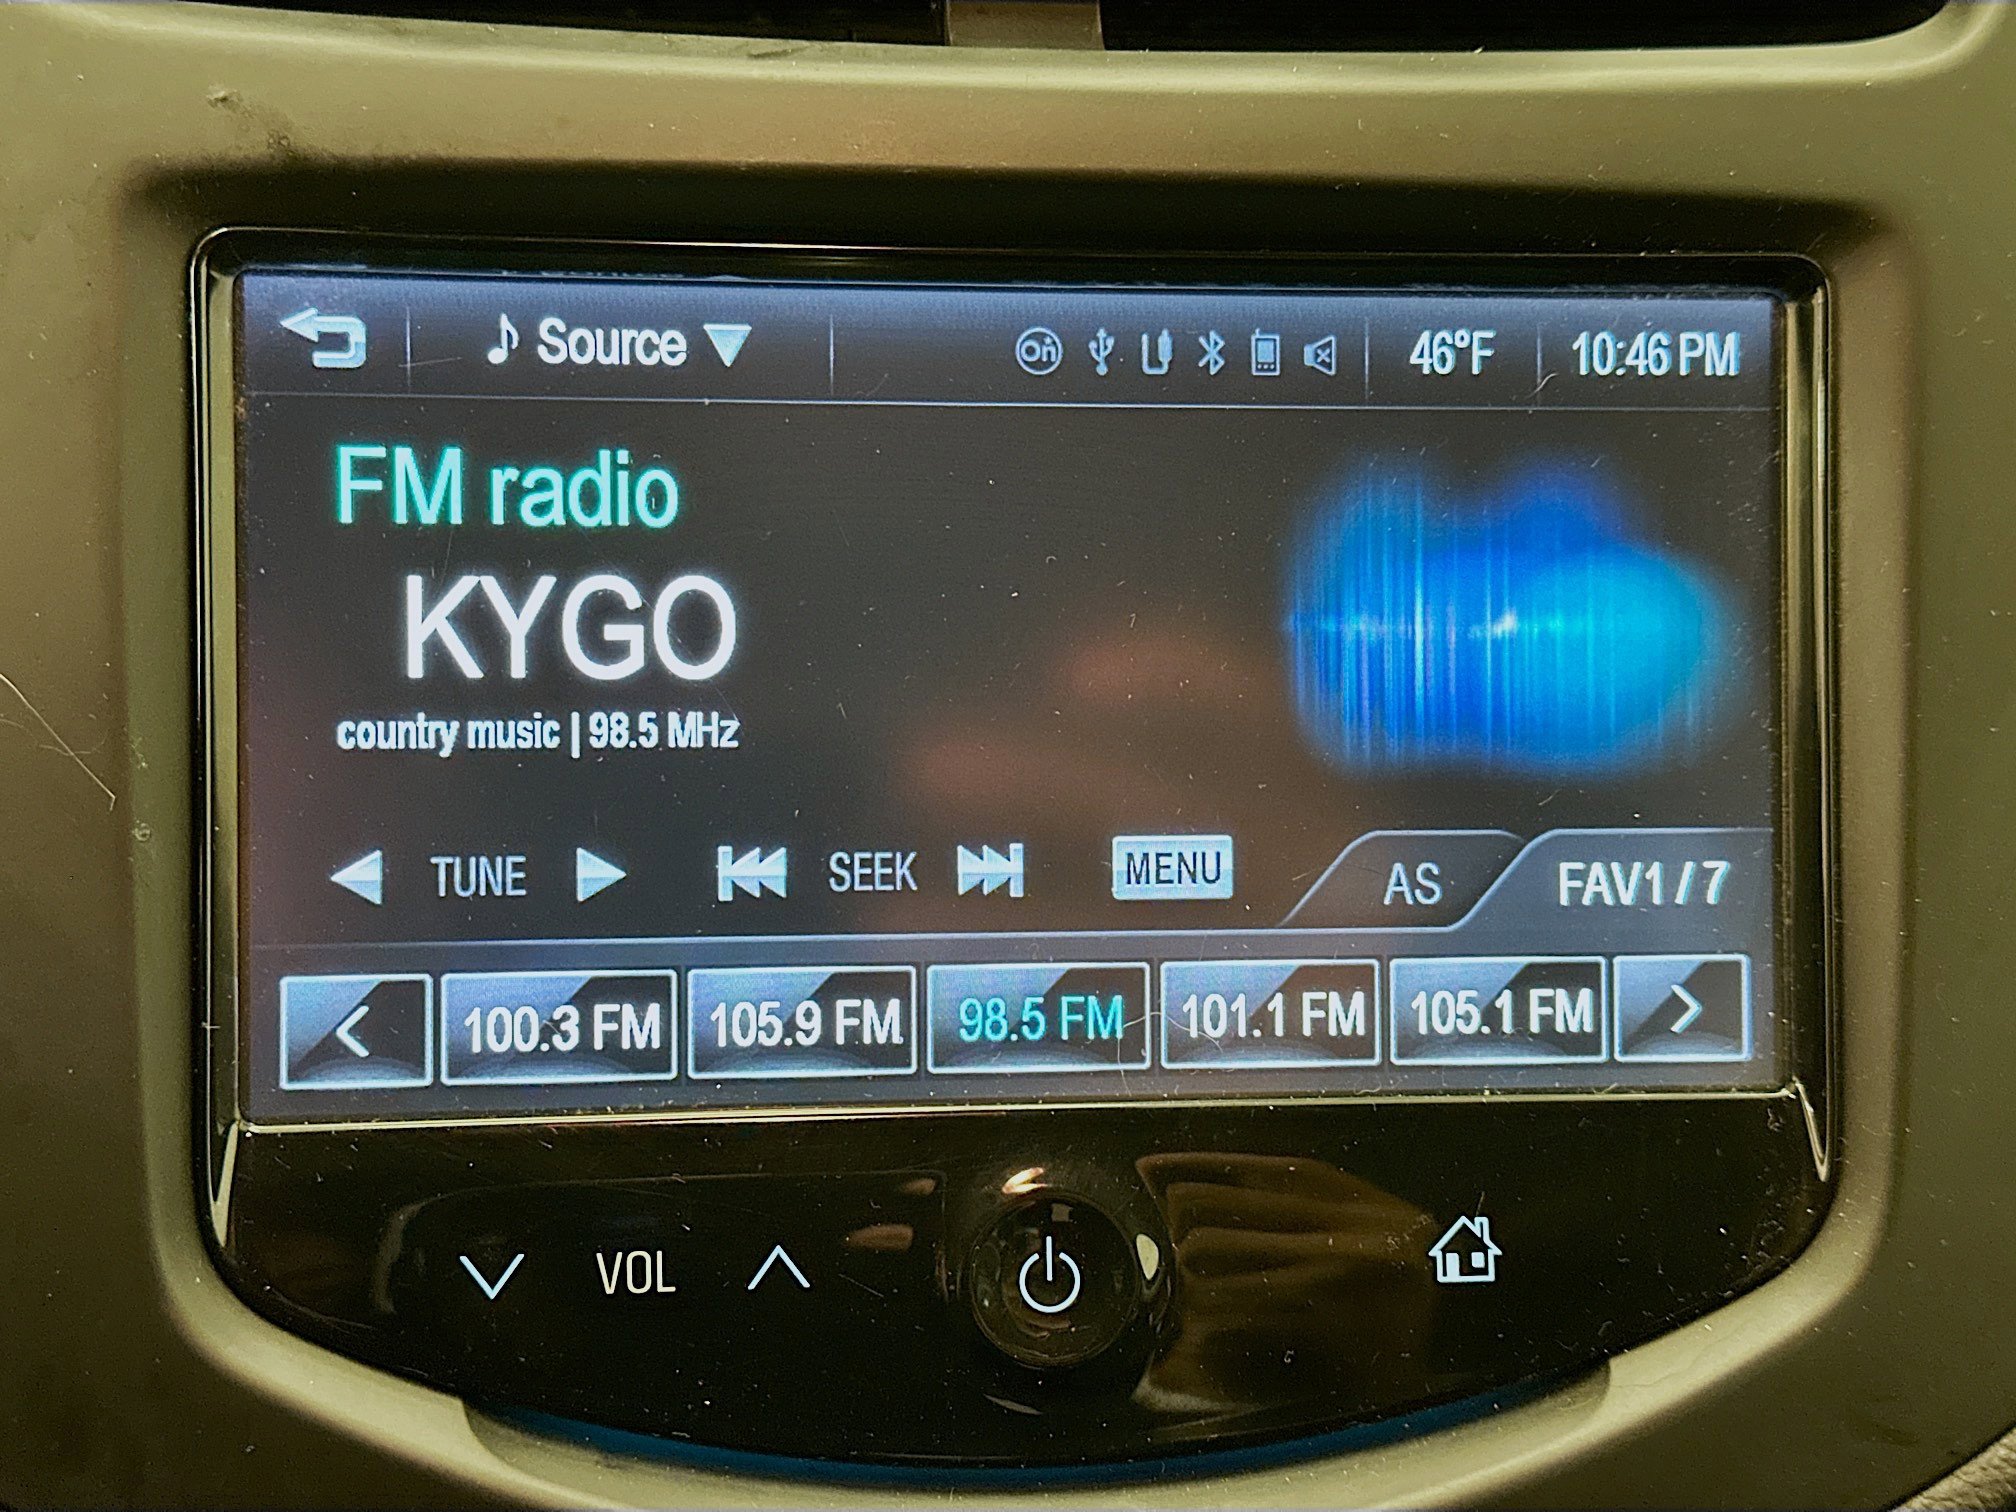 Source 46°F 10:46 PM
FM radio
KYGO
country music | 98.5 MHz
TUNE SEEK MENU AS FAV1 / 7
< 100.3 FM 105.9 FM 98.5 FM 101.1 FM 105.1 FM >
VOL